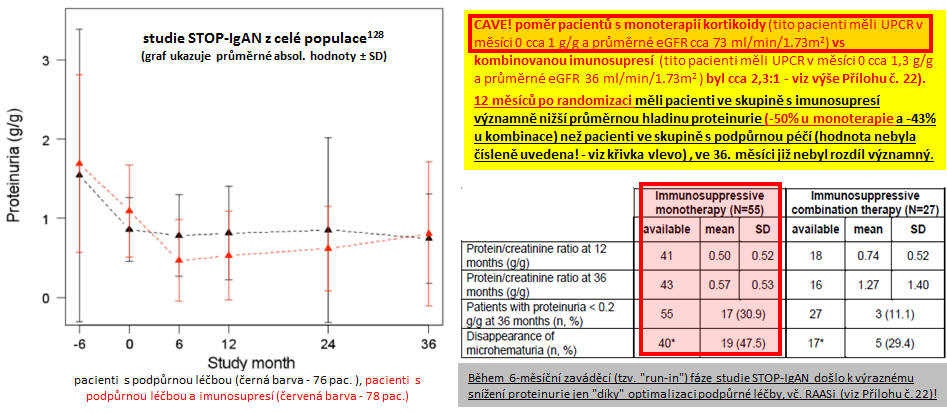 studie STOP-IgAN z celé populace128
(graf ukazuje průměrné absol. hodnoty ± SD)
Proteinuria (g/g)
3
2
1
0
-6
0
6
12
24
36
Study month
pacienti s podpůrnou léčbou (černá barva - 76 pac. ), pacienti s
podpůrnou léčbou a imunosupresí (červená barva - 78 pac.)
CAVE! poměr pacientů s monoterapií kortikoidy (tito pacienti měli UPCR v
měsíci 0 cca 1 g/g a průměrné eGFR cca 73 ml/min/1.73m2) vs
kombinovanou imunosupresí (tito pacienti měli UPCR v měsíci 0 cca 1,3 g/g
a průměrné eGFR 36 ml/min/1.73m2 ) byl cca 2,3:1 - viz výše Přílohu č. 22).
12 měsíců po randomizaci měli pacienti ve skupině s imunosupresí
významně nižší průměrnou hladinu proteinurie (-50% u monoterapie a -43%
u kombinace) než pacienti ve skupině s podpůrnou péčí (hodnota nebyla
číselně uvedena! - viz křivka vlevo) , ve 36. měsíci již nebyl rozdíl významný.
Immunosuppressive monotherapy (N=55) Immunosuppressive combination therapy (N=27)
available mean SD available mean SD
Protein/creatinine ratio at 12 months (g/g) 41 0.50 0.52 18 0.74 0.52
Protein/creatinine ratio at 36 months (g/g) 43 0.57 0.53 16 1.27 1.40
Patients with proteinuria < 0.2 g/g at 36 months (n, %) 55 17 (30.9) 27 3 (11.1)
Disappearance of microhematuria (n, %) 40* 19 (47.5) 17* 5 (29.4)
Během 6-měsíční zaváděcí (tzv. "run-in") fáze studie STOP-IgAN došlo k výraznému
snížení proteinurie jen "díky" optimalizaci podpůrné léčby, vč. RAASi (viz Přílohu č. 22)!